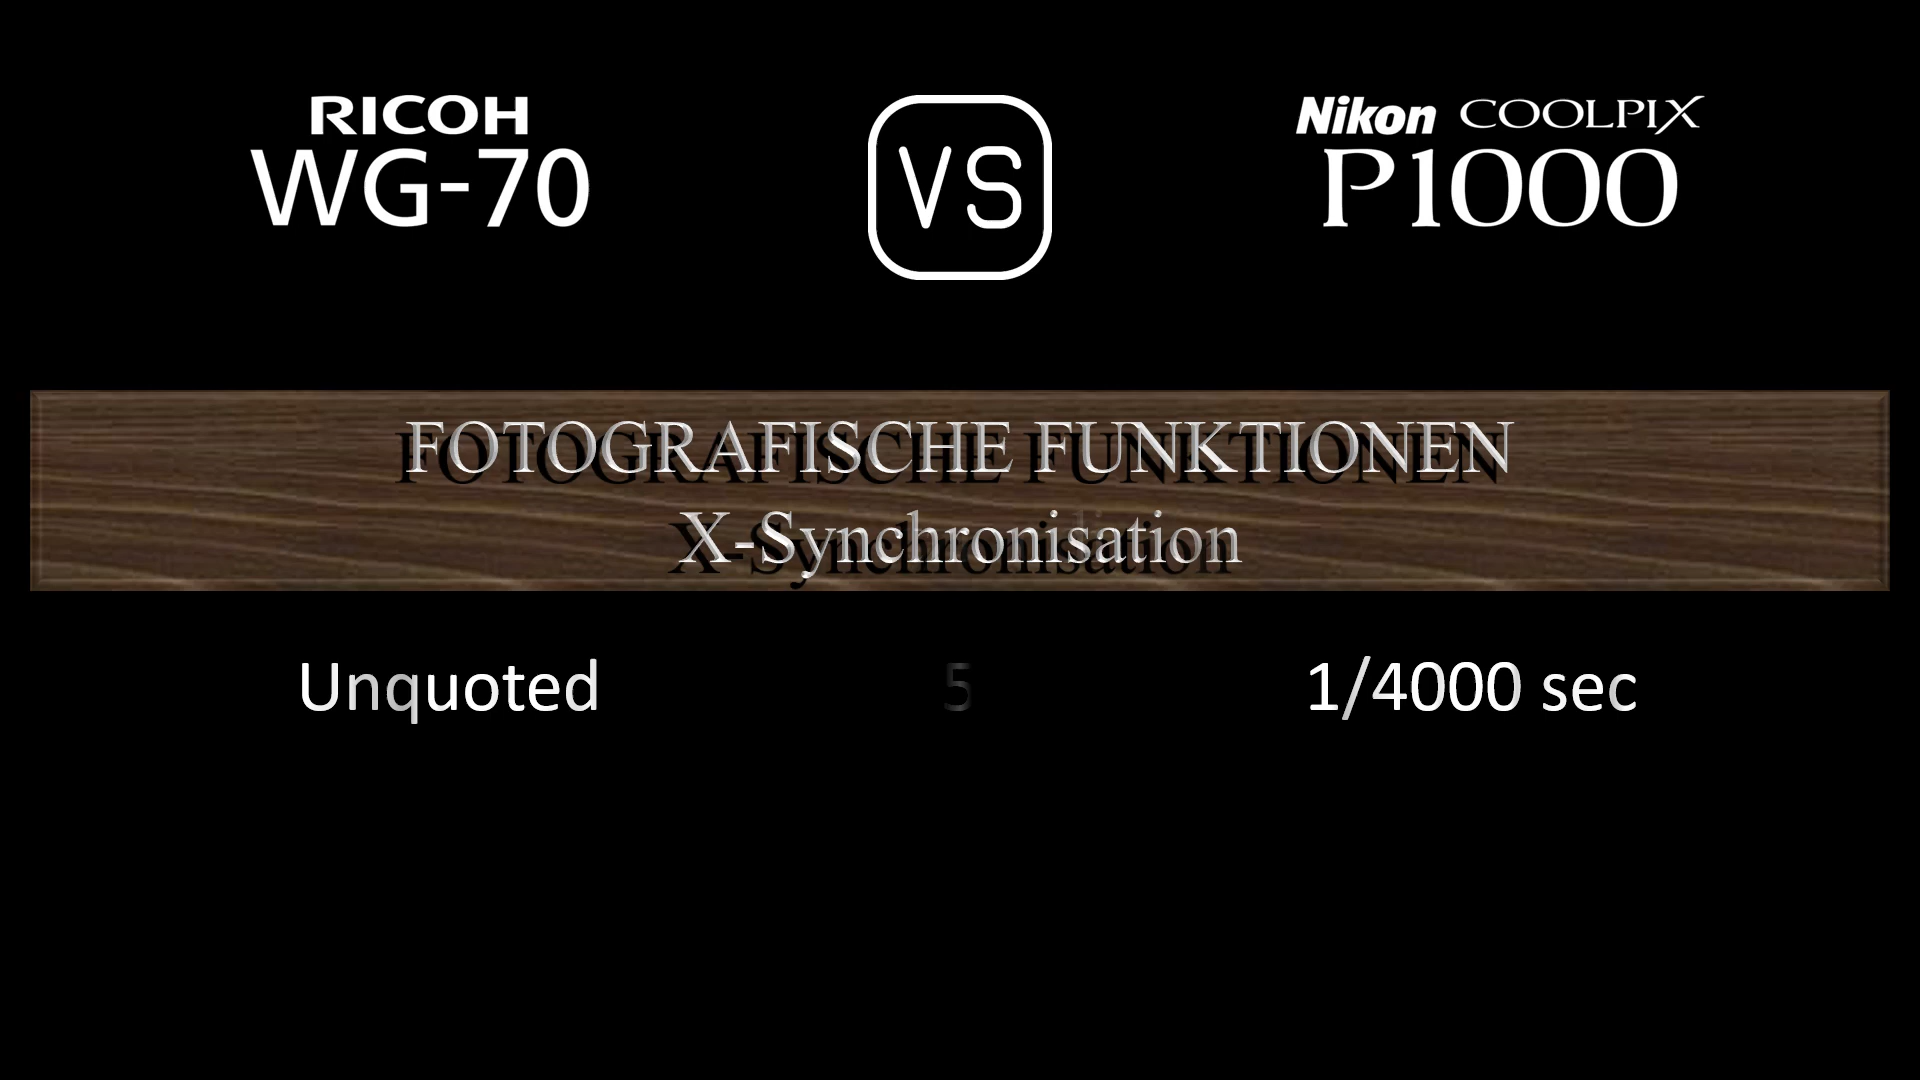 RICOH
WG-70
VS
Nikon COOLPIX
P1000
FOTOGRAFISCHE FUNKTIONEN
X-Synchronisation
Unquoted 5 1/4000 sec